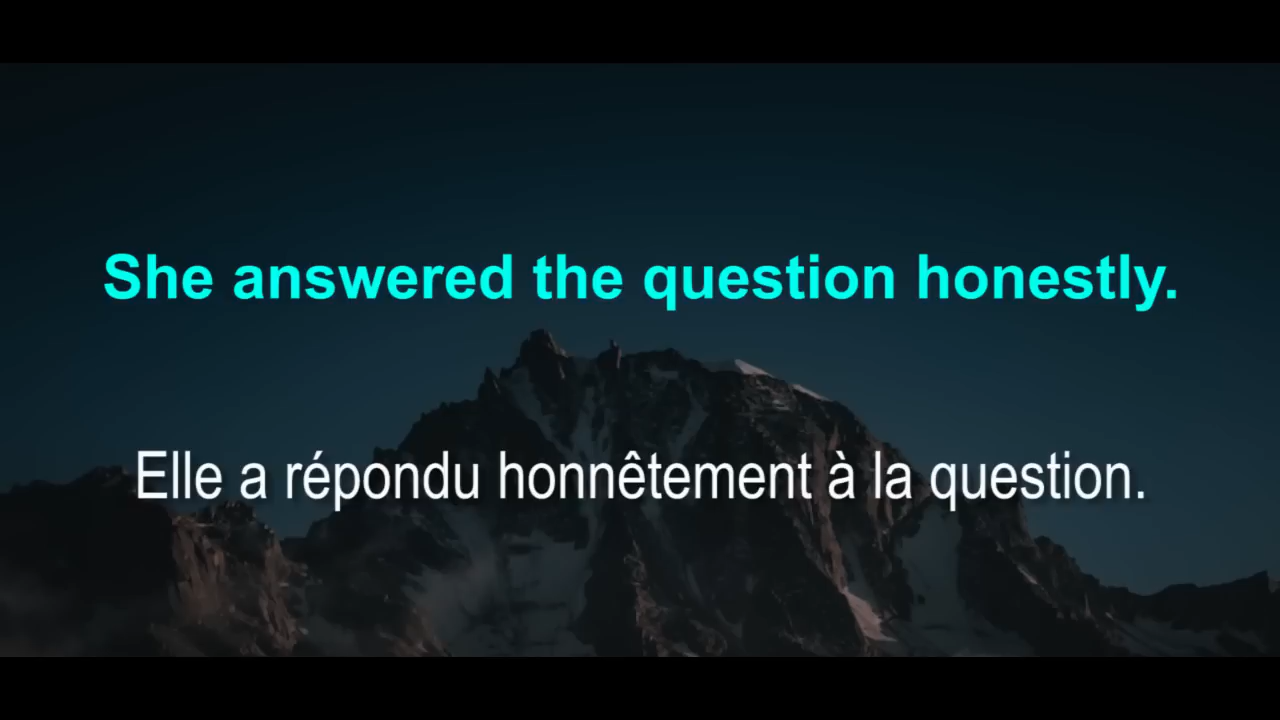 She answered the question honestly.
Elle a répondu honnêtement à la question.